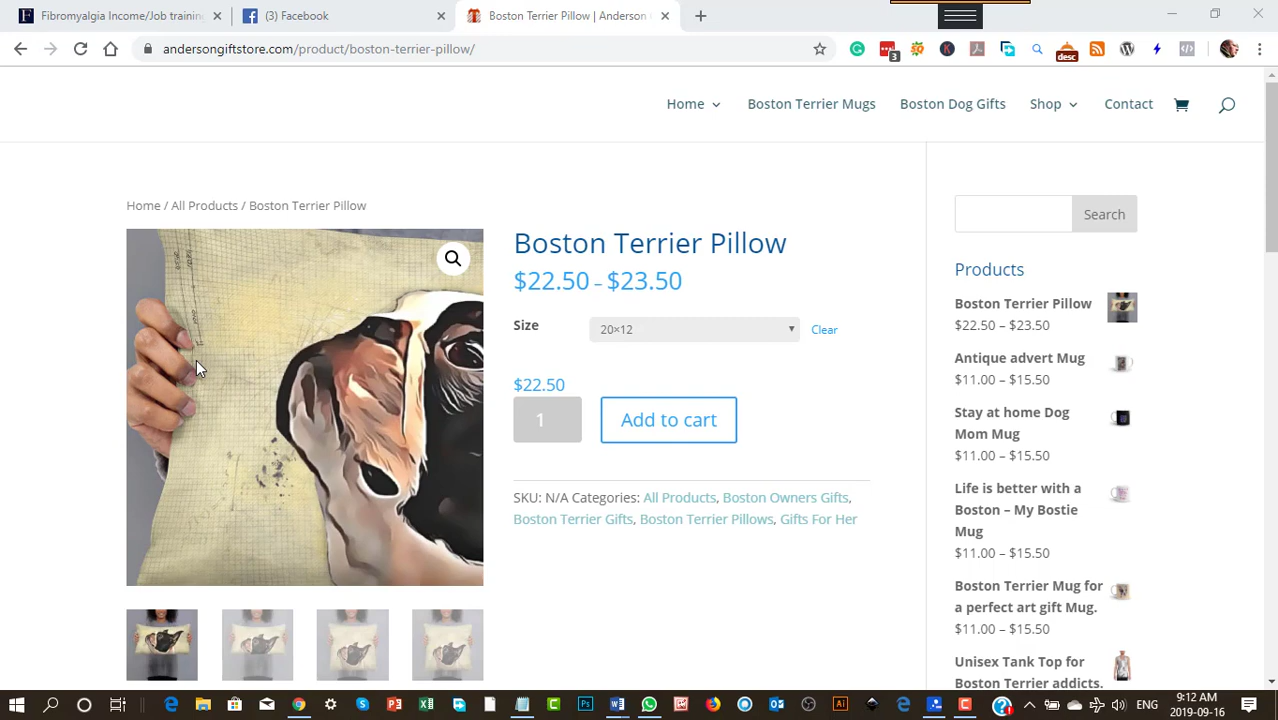 Fibromyalgia Income/Job training
Facebook
Boston Terrier Pillow | Anderson
andersongiftstore.com/product/boston-terrier-pillow/
3
desc
Home
Boston Terrier Mugs
Boston Dog Gifts
Shop
Contact
Home / All Products / Boston Terrier Pillow
Boston Terrier Pillow
$22.50 – $23.50
Size
20×12
Clear
$22.50
1
Add to cart
SKU: N/A Categories: All Products, Boston Owners Gifts,
Boston Terrier Gifts, Boston Terrier Pillows, Gifts For Her
Search
Products
Boston Terrier Pillow
$22.50 – $23.50
Antique advert Mug
$11.00 – $15.50
Stay at home Dog
Mom Mug
$11.00 – $15.50
Life is better with a
Boston – My Bostie
Mug
$11.00 – $15.50
Boston Terrier Mug for
a perfect art gift Mug.
$11.00 – $15.50
Unisex Tank Top for
Boston Terrier addicts.
9:12 AM
2019-09-16